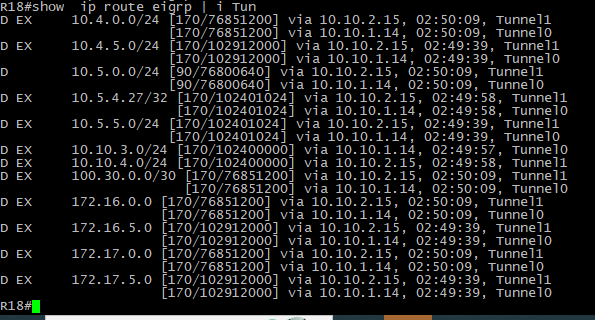 R18#show  ip route eigrp | i Tun
D EX     10.4.0.0/24 [170/76851200] via 10.10.2.15, 02:50:09, Tunnel1
                     [170/76851200] via 10.10.1.14, 02:50:09, Tunnel0
D EX     10.4.5.0/24 [170/102912000] via 10.10.2.15, 02:49:39, Tunnel1
                     [170/102912000] via 10.10.1.14, 02:49:39, Tunnel0
D        10.5.0.0/24 [90/76800640] via 10.10.2.15, 02:50:09, Tunnel1
                     [90/76800640] via 10.10.1.14, 02:50:09, Tunnel0
D EX     10.5.4.27/32 [170/102401024] via 10.10.2.15, 02:49:58, Tunnel1
                      [170/102401024] via 10.10.1.14, 02:49:58, Tunnel0
D EX     10.5.5.0/24 [170/102401024] via 10.10.2.15, 02:49:39, Tunnel1
                     [170/102401024] via 10.10.1.14, 02:49:39, Tunnel0
D EX     10.10.3.0/24 [170/102400000] via 10.10.1.14, 02:49:57, Tunnel0
D EX     10.10.4.0/24 [170/102400000] via 10.10.2.15, 02:49:58, Tunnel1
D EX     100.30.0.0/30 [170/76851200] via 10.10.2.15, 02:50:09, Tunnel1
                       [170/76851200] via 10.10.1.14, 02:50:09, Tunnel0
D EX     172.16.0.0 [170/76851200] via 10.10.2.15, 02:50:09, Tunnel1
                    [170/76851200] via 10.10.1.14, 02:50:09, Tunnel0
D EX     172.16.5.0 [170/102912000] via 10.10.2.15, 02:49:39, Tunnel1
                    [170/102912000] via 10.10.1.14, 02:49:39, Tunnel0
D EX     172.17.0.0 [170/76851200] via 10.10.2.15, 02:50:09, Tunnel1
                    [170/76851200] via 10.10.1.14, 02:50:09, Tunnel0
D EX     172.17.5.0 [170/102912000] via 10.10.2.15, 02:49:39, Tunnel1
                    [170/102912000] via 10.10.1.14, 02:49:39, Tunnel0
R18#